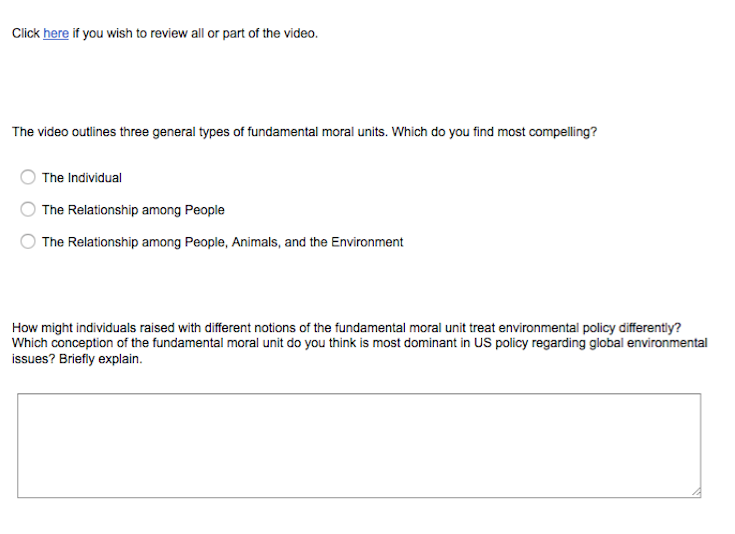 Click here if you wish to review all or part of the video.
The video outlines three general types of fundamental moral units. Which do you find most compelling?
The Individual
The Relationship among People
The Relationship among People, Animals, and the Environment
How might individuals raised with different notions of the fundamental moral unit treat environmental policy differently?
Which conception of the fundamental moral unit do you think is most dominant in US policy regarding global environmental
issues? Briefly explain.